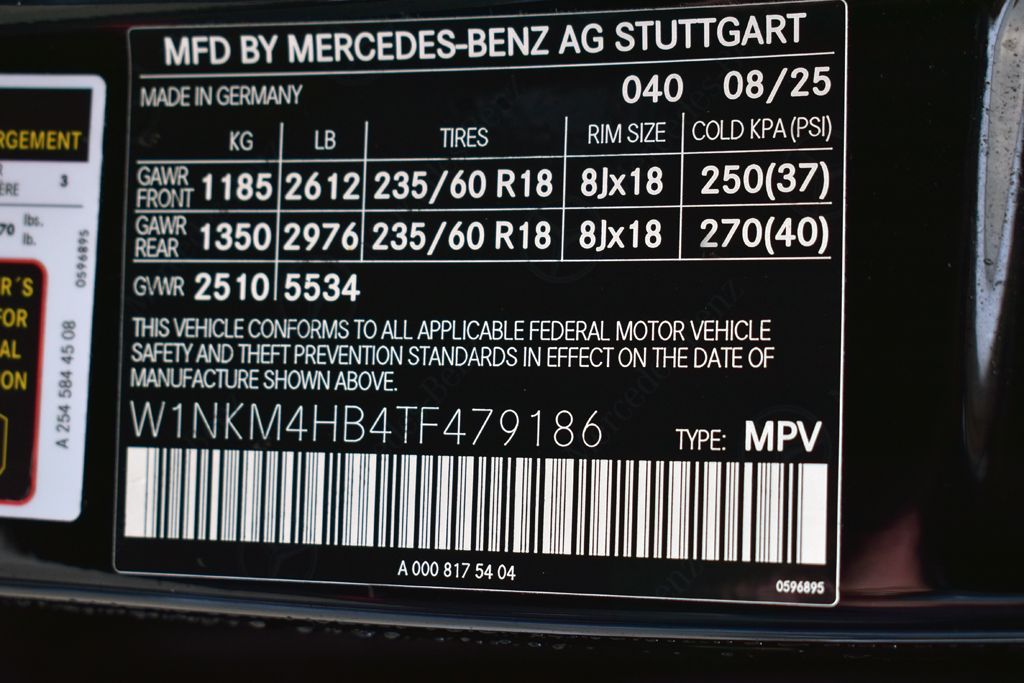 MFD BY MERCEDES-BENZ AG STUTTGART
MADE IN GERMANY 040 08/25
KG LB TIRES RIM SIZE COLD KPA (PSI)
GAWR FRONT 1185 2612 235/60 R18 8Jx18 250(37)
GAWR REAR 1350 2976 235/60 R18 8Jx18 270(40)
GVWR 2510 5534
THIS VEHICLE CONFORMS TO ALL APPLICABLE FEDERAL MOTOR VEHICLE
SAFETY AND THEFT PREVENTION STANDARDS IN EFFECT ON THE DATE OF
MANUFACTURE SHOWN ABOVE.
W1NKM4HB4TF479186 TYPE: MPV
A 000 817 54 04
0596895
3
lbs.
lb.
0596895
A 254 584 45 08